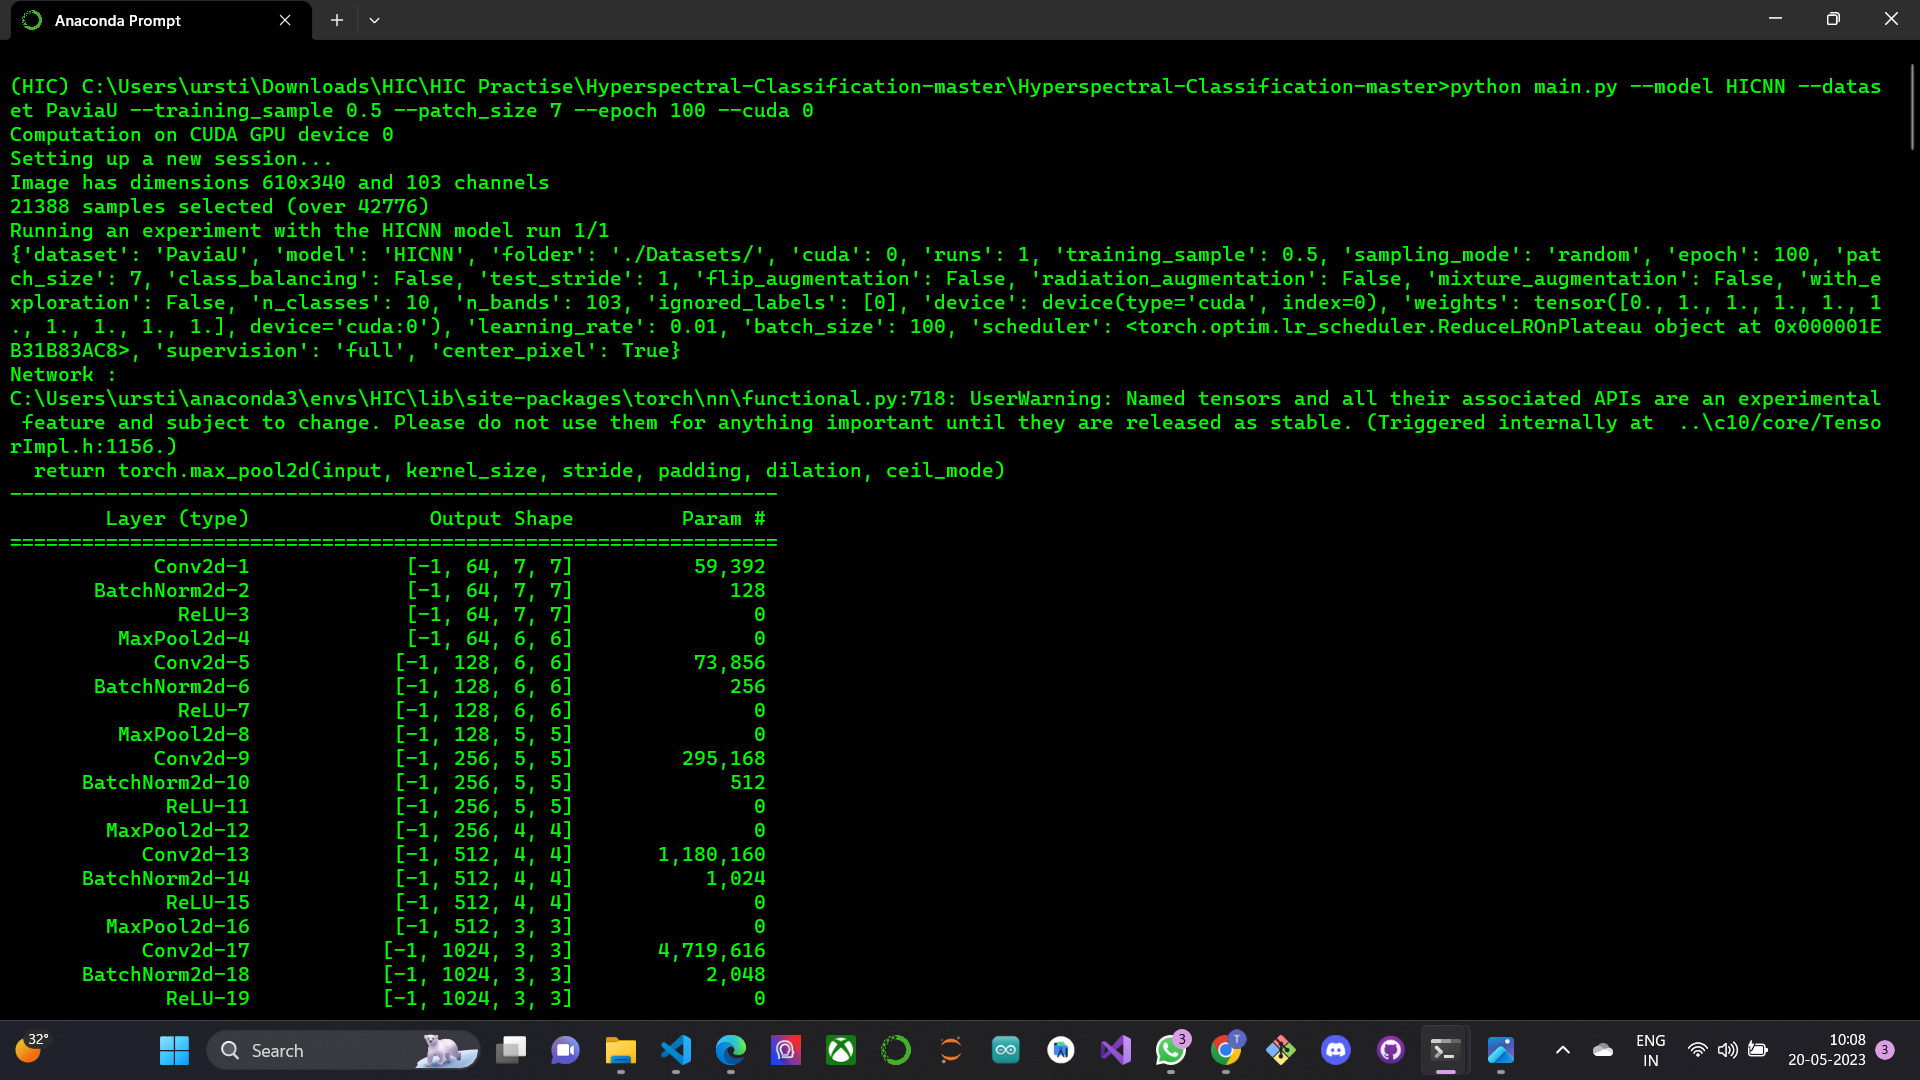 Anaconda Prompt
(HIC) C:\Users\ursti\Downloads\HIC\HIC Practise\Hyperspectral-Classification-master\Hyperspectral-Classification-master>python main.py --model HICNN --datas
et PaviaU --training_sample 0.5 --patch_size 7 --epoch 100 --cuda 0
Computation on CUDA GPU device 0
Setting up a new session...
Image has dimensions 610x340 and 103 channels
21388 samples selected (over 42776)
Running an experiment with the HICNN model run 1/1
{'dataset': 'PaviaU', 'model': 'HICNN', 'folder': './Datasets/', 'cuda': 0, 'runs': 1, 'training_sample': 0.5, 'sampling_mode': 'random', 'epoch': 100, 'pat
ch_size': 7, 'class_balancing': False, 'test_stride': 1, 'flip_augmentation': False, 'radiation_augmentation': False, 'mixture_augmentation': False, 'with_e
xploration': False, 'n_classes': 10, 'n_bands': 103, 'ignored_labels': [0], 'device': device(type='cuda', index=0), 'weights': tensor([0., 1., 1., 1., 1., 1
., 1., 1., 1., 1.], device='cuda:0'), 'learning_rate': 0.01, 'batch_size': 100, 'scheduler': <torch.optim.lr_scheduler.ReduceLROnPlateau object at 0x000001E
B31B83AC8>, 'supervision': 'full', 'center_pixel': True}
Network :
C:\Users\ursti\anaconda3\envs\HIC\lib\site-packages\torch\nn\functional.py:718: UserWarning: Named tensors and all their associated APIs are an experimental
 feature and subject to change. Please do not use them for anything important until they are released as stable. (Triggered internally at  ..\c10/core/Tenso
rImpl.h:1156.)
  return torch.max_pool2d(input, kernel_size, stride, padding, dilation, ceil_mode)
----------------------------------------------------------------
        Layer (type)               Output Shape         Param #
================================================================
            Conv2d-1             [-1, 64, 7, 7]          59,392
       BatchNorm2d-2             [-1, 64, 7, 7]             128
              ReLU-3             [-1, 64, 7, 7]               0
         MaxPool2d-4             [-1, 64, 6, 6]               0
            Conv2d-5            [-1, 128, 6, 6]          73,856
       BatchNorm2d-6            [-1, 128, 6, 6]             256
              ReLU-7            [-1, 128, 6, 6]               0
         MaxPool2d-8            [-1, 128, 5, 5]               0
            Conv2d-9            [-1, 256, 5, 5]         295,168
      BatchNorm2d-10            [-1, 256, 5, 5]             512
             ReLU-11            [-1, 256, 5, 5]               0
        MaxPool2d-12            [-1, 256, 4, 4]               0
           Conv2d-13            [-1, 512, 4, 4]       1,180,160
      BatchNorm2d-14            [-1, 512, 4, 4]           1,024
             ReLU-15            [-1, 512, 4, 4]               0
        MaxPool2d-16            [-1, 512, 3, 3]               0
           Conv2d-17           [-1, 1024, 3, 3]       4,719,616
      BatchNorm2d-18           [-1, 1024, 3, 3]           2,048
             ReLU-19           [-1, 1024, 3, 3]               0
32°
Search
3
T
ENG
IN
10:08
20-05-2023
3